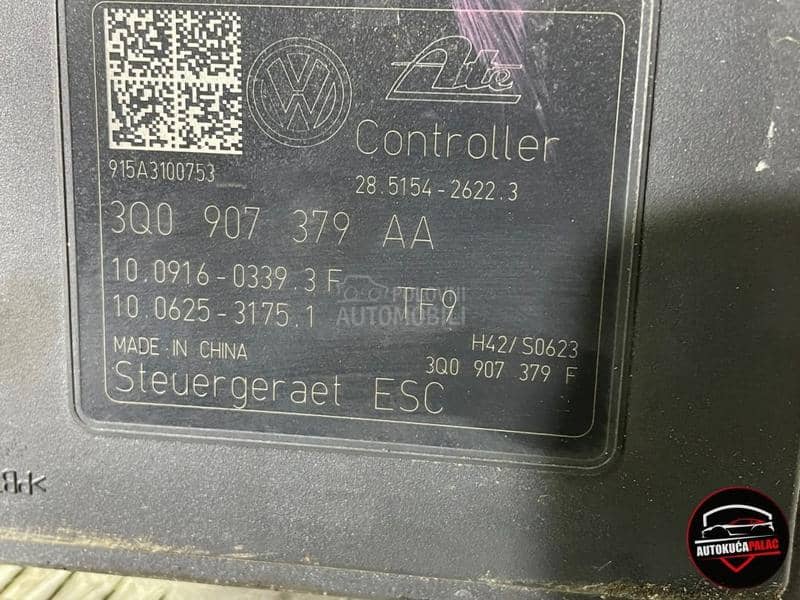 Ate
Controller
915A3100753
28.5154-2622.3
3Q0 907 379 AA
10.0916-0339.3 F
POLOVNI
AUTOMOBILI
TF9
10.0625-3175.1
H42/S0623
MADE IN CHINA
3Q0 907 379 F
Steuergeraet ESC
AUTOKUĆA PALAC